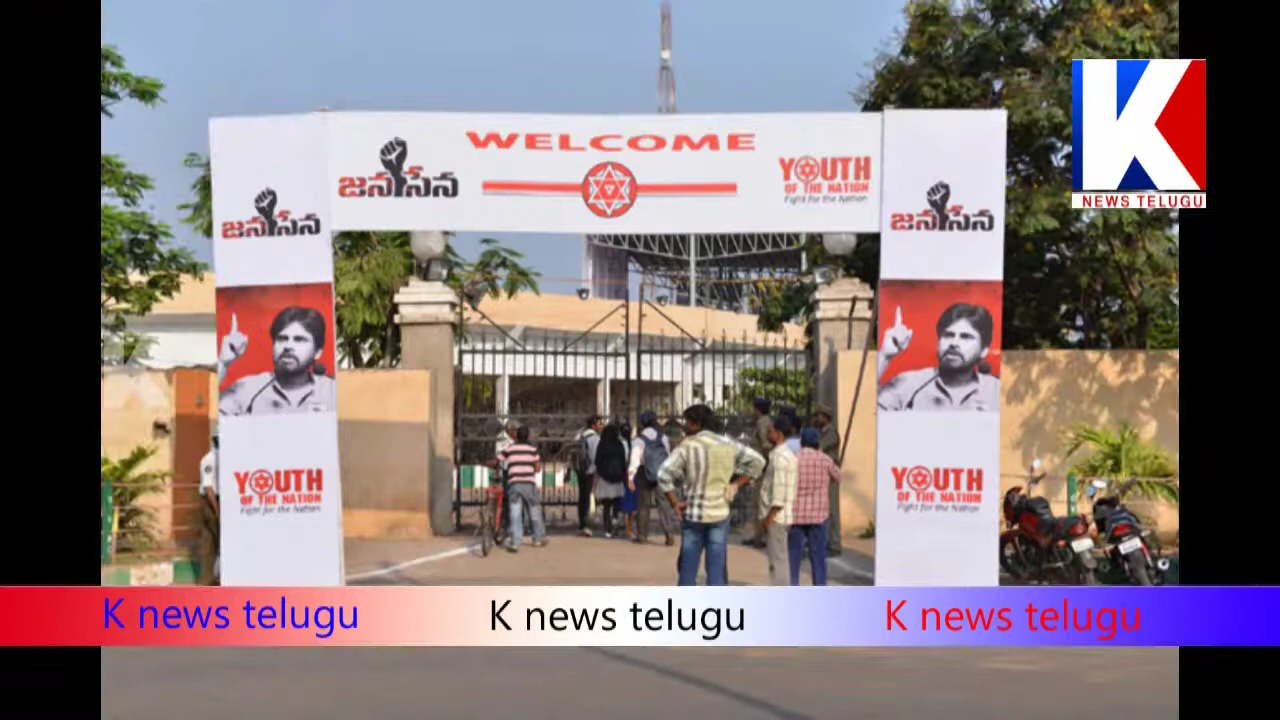 WELCOME
జనసేన
YOUTH
OF THE NATION
Fight for the Nation
జనసేన
జనసేన
YOUTH
OF THE NATION
Fight for the Nation
YOUTH
OF THE NATION
Fight for the Nation
K
NEWS TELUGU
K news telugu K news telugu K news telugu